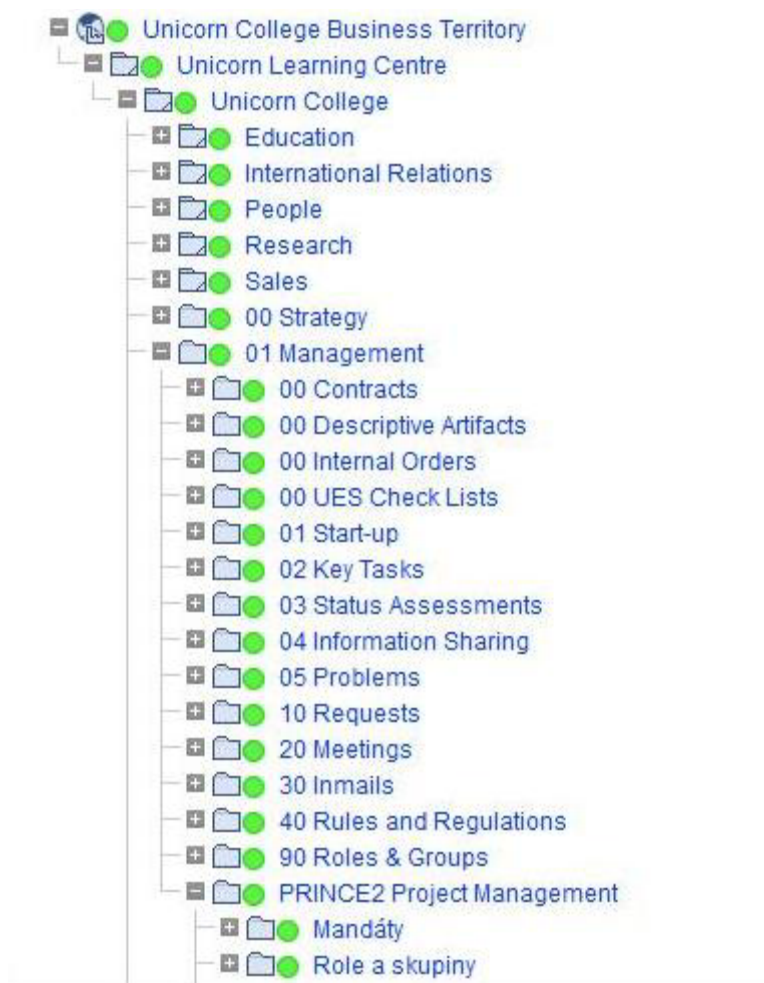 Unicorn College Business Territory
Unicorn Learning Centre
Unicorn College
Education
International Relations
People
Research
Sales
00 Strategy
01 Management
00 Contracts
00 Descriptive Artifacts
00 Internal Orders
00 UES Check Lists
01 Start-up
02 Key Tasks
03 Status Assessments
04 Information Sharing
05 Problems
10 Requests
20 Meetings
30 Inmails
40 Rules and Regulations
90 Roles & Groups
PRINCE2 Project Management
Mandáty
Role a skupiny